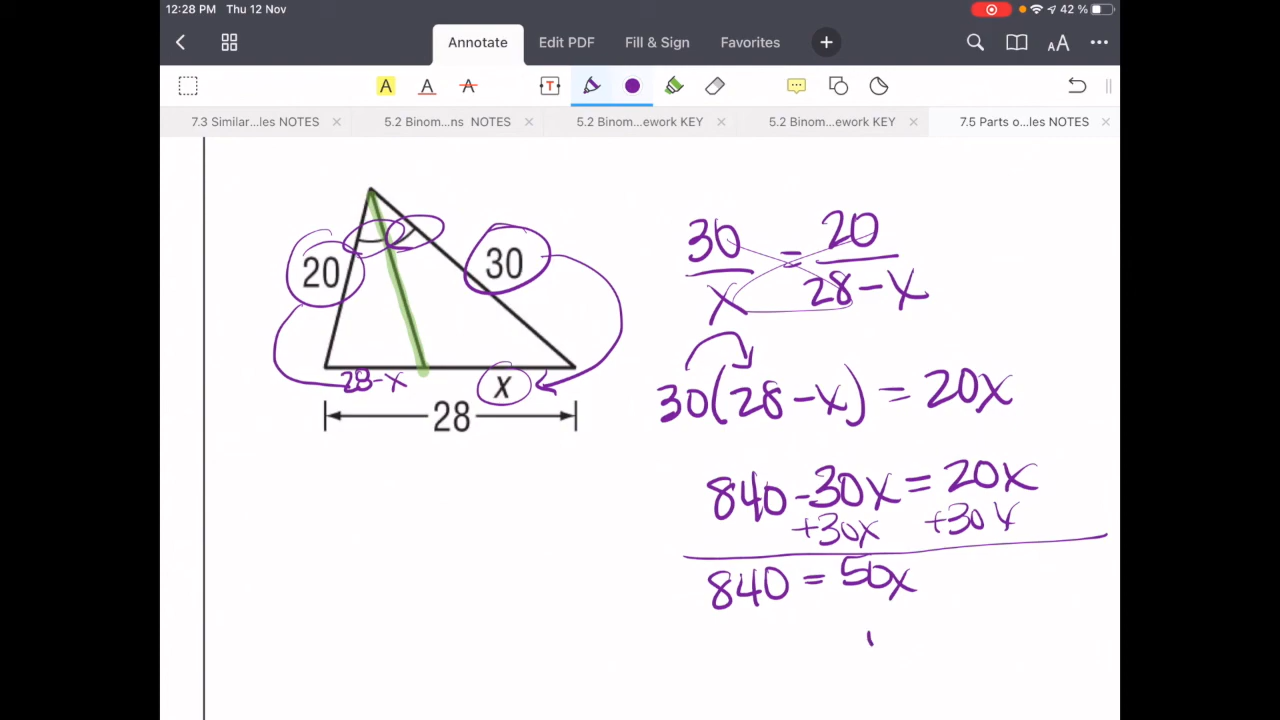 12:28 PM Thu 12 Nov
42 %
Annotate Edit PDF Fill & Sign Favorites
A A A T AA
7.3 Similar...les NOTES 5.2 Binom...ns NOTES 5.2 Binom...ework KEY 5.2 Binom...ework KEY 7.5 Parts o...les NOTES
20 30
28-x x
28
30 = 20
x 28-x
30(28-x) = 20x
840-30x = 20x
+30x +30x
840 = 50x